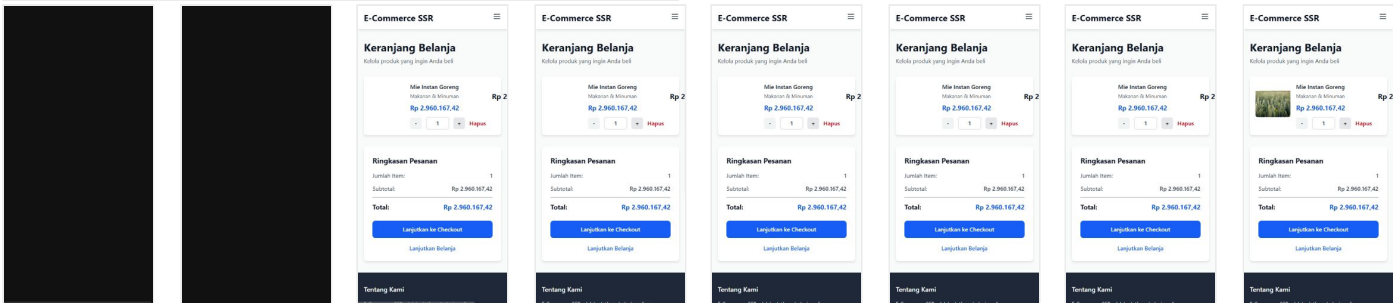 E-Commerce SSR
Keranjang Belanja
Kelola produk yang ingin Anda beli
Mie Instan Goreng
Makanan & Minuman
Rp 2
Rp 2.960.167,42
- 1 + Hapus
Ringkasan Pesanan
Jumlah Item: 1
Subtotal: Rp 2.960.167,42
Total: Rp 2.960.167,42
Lanjutkan ke Checkout
Lanjutkan Belanja
Tentang Kami
E-Commerce SSR
Keranjang Belanja
Kelola produk yang ingin Anda beli
Mie Instan Goreng
Makanan & Minuman
Rp 2
Rp 2.960.167,42
- 1 + Hapus
Ringkasan Pesanan
Jumlah Item: 1
Subtotal: Rp 2.960.167,42
Total: Rp 2.960.167,42
Lanjutkan ke Checkout
Lanjutkan Belanja
Tentang Kami
E-Commerce SSR
Keranjang Belanja
Kelola produk yang ingin Anda beli
Mie Instan Goreng
Makanan & Minuman
Rp 2
Rp 2.960.167,42
- 1 + Hapus
Ringkasan Pesanan
Jumlah Item: 1
Subtotal: Rp 2.960.167,42
Total: Rp 2.960.167,42
Lanjutkan ke Checkout
Lanjutkan Belanja
Tentang Kami
E-Commerce SSR
Keranjang Belanja
Kelola produk yang ingin Anda beli
Mie Instan Goreng
Makanan & Minuman
Rp 2
Rp 2.960.167,42
- 1 + Hapus
Ringkasan Pesanan
Jumlah Item: 1
Subtotal: Rp 2.960.167,42
Total: Rp 2.960.167,42
Lanjutkan ke Checkout
Lanjutkan Belanja
Tentang Kami
E-Commerce SSR
Keranjang Belanja
Kelola produk yang ingin Anda beli
Mie Instan Goreng
Makanan & Minuman
Rp 2
Rp 2.960.167,42
- 1 + Hapus
Ringkasan Pesanan
Jumlah Item: 1
Subtotal: Rp 2.960.167,42
Total: Rp 2.960.167,42
Lanjutkan ke Checkout
Lanjutkan Belanja
Tentang Kami
E-Commerce SSR
Keranjang Belanja
Kelola produk yang ingin Anda beli
Mie Instan Goreng
Makanan & Minuman
Rp 2
Rp 2.960.167,42
- 1 + Hapus
Ringkasan Pesanan
Jumlah Item: 1
Subtotal: Rp 2.960.167,42
Total: Rp 2.960.167,42
Lanjutkan ke Checkout
Lanjutkan Belanja
Tentang Kami